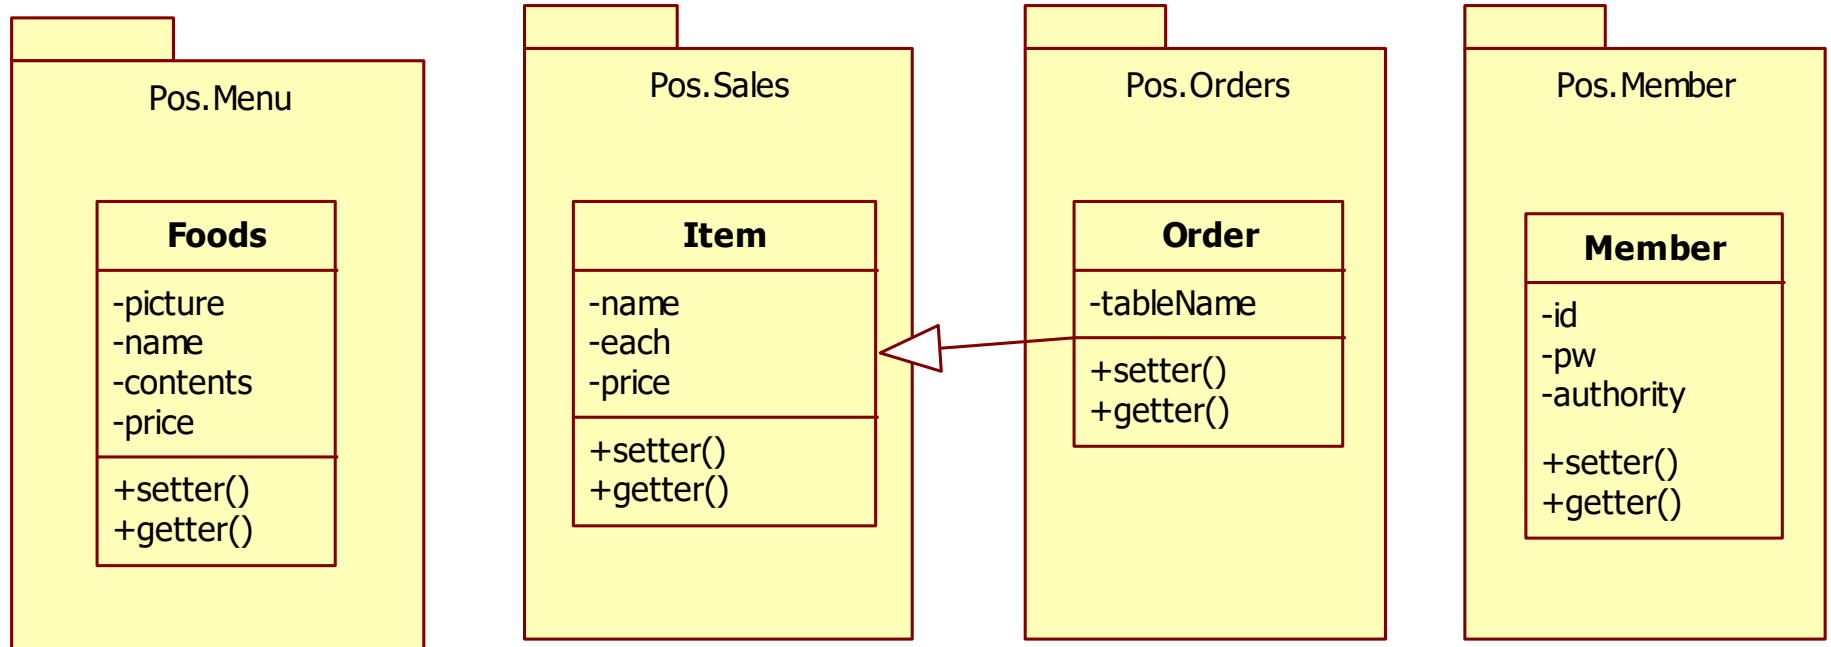 Pos.Menu
Foods
-picture
-name
-contents
-price
+setter()
+getter()
Pos.Sales
Item
-name
-each
-price
+setter()
+getter()
Pos.Orders
Order
-tableName
+setter()
+getter()
Pos.Member
Member
-id
-pw
-authority
+setter()
+getter()